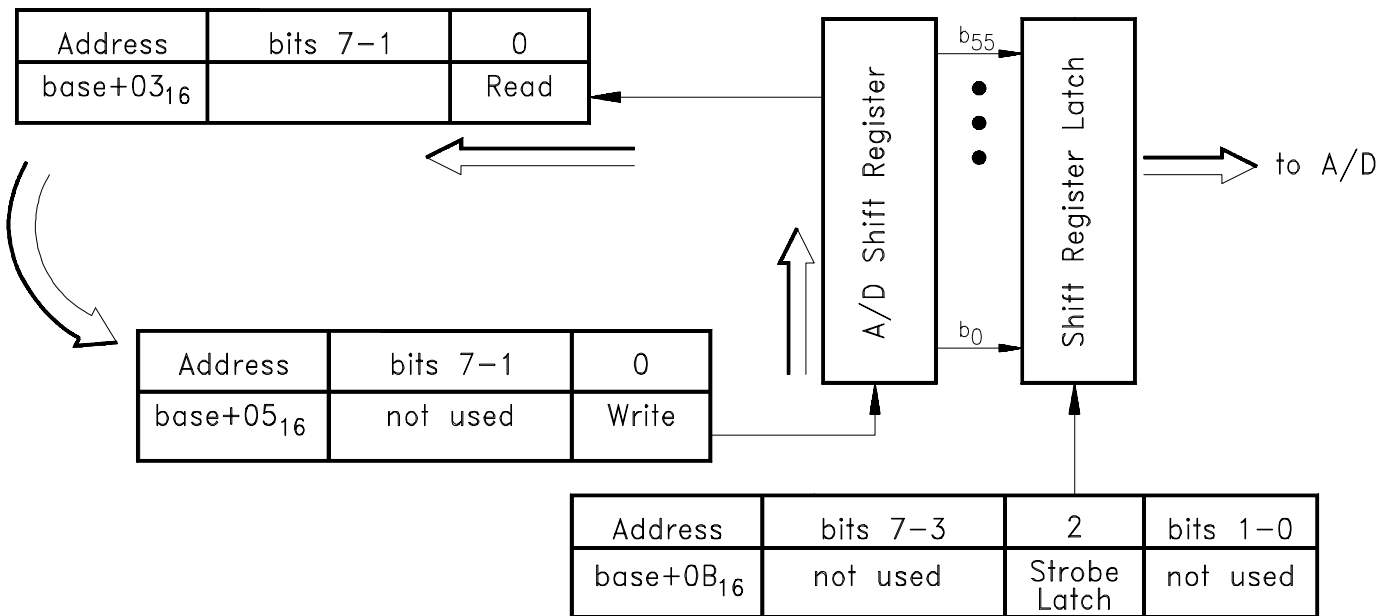 Address bits 7-1 0
base+03₁₆ Read
b₅₅
A/D Shift Register
Shift Register Latch
to A/D
b₀
Address bits 7-1 0
base+05₁₆ not used Write
Address bits 7-3 2 bits 1-0
base+0B₁₆ not used Strobe Latch not used